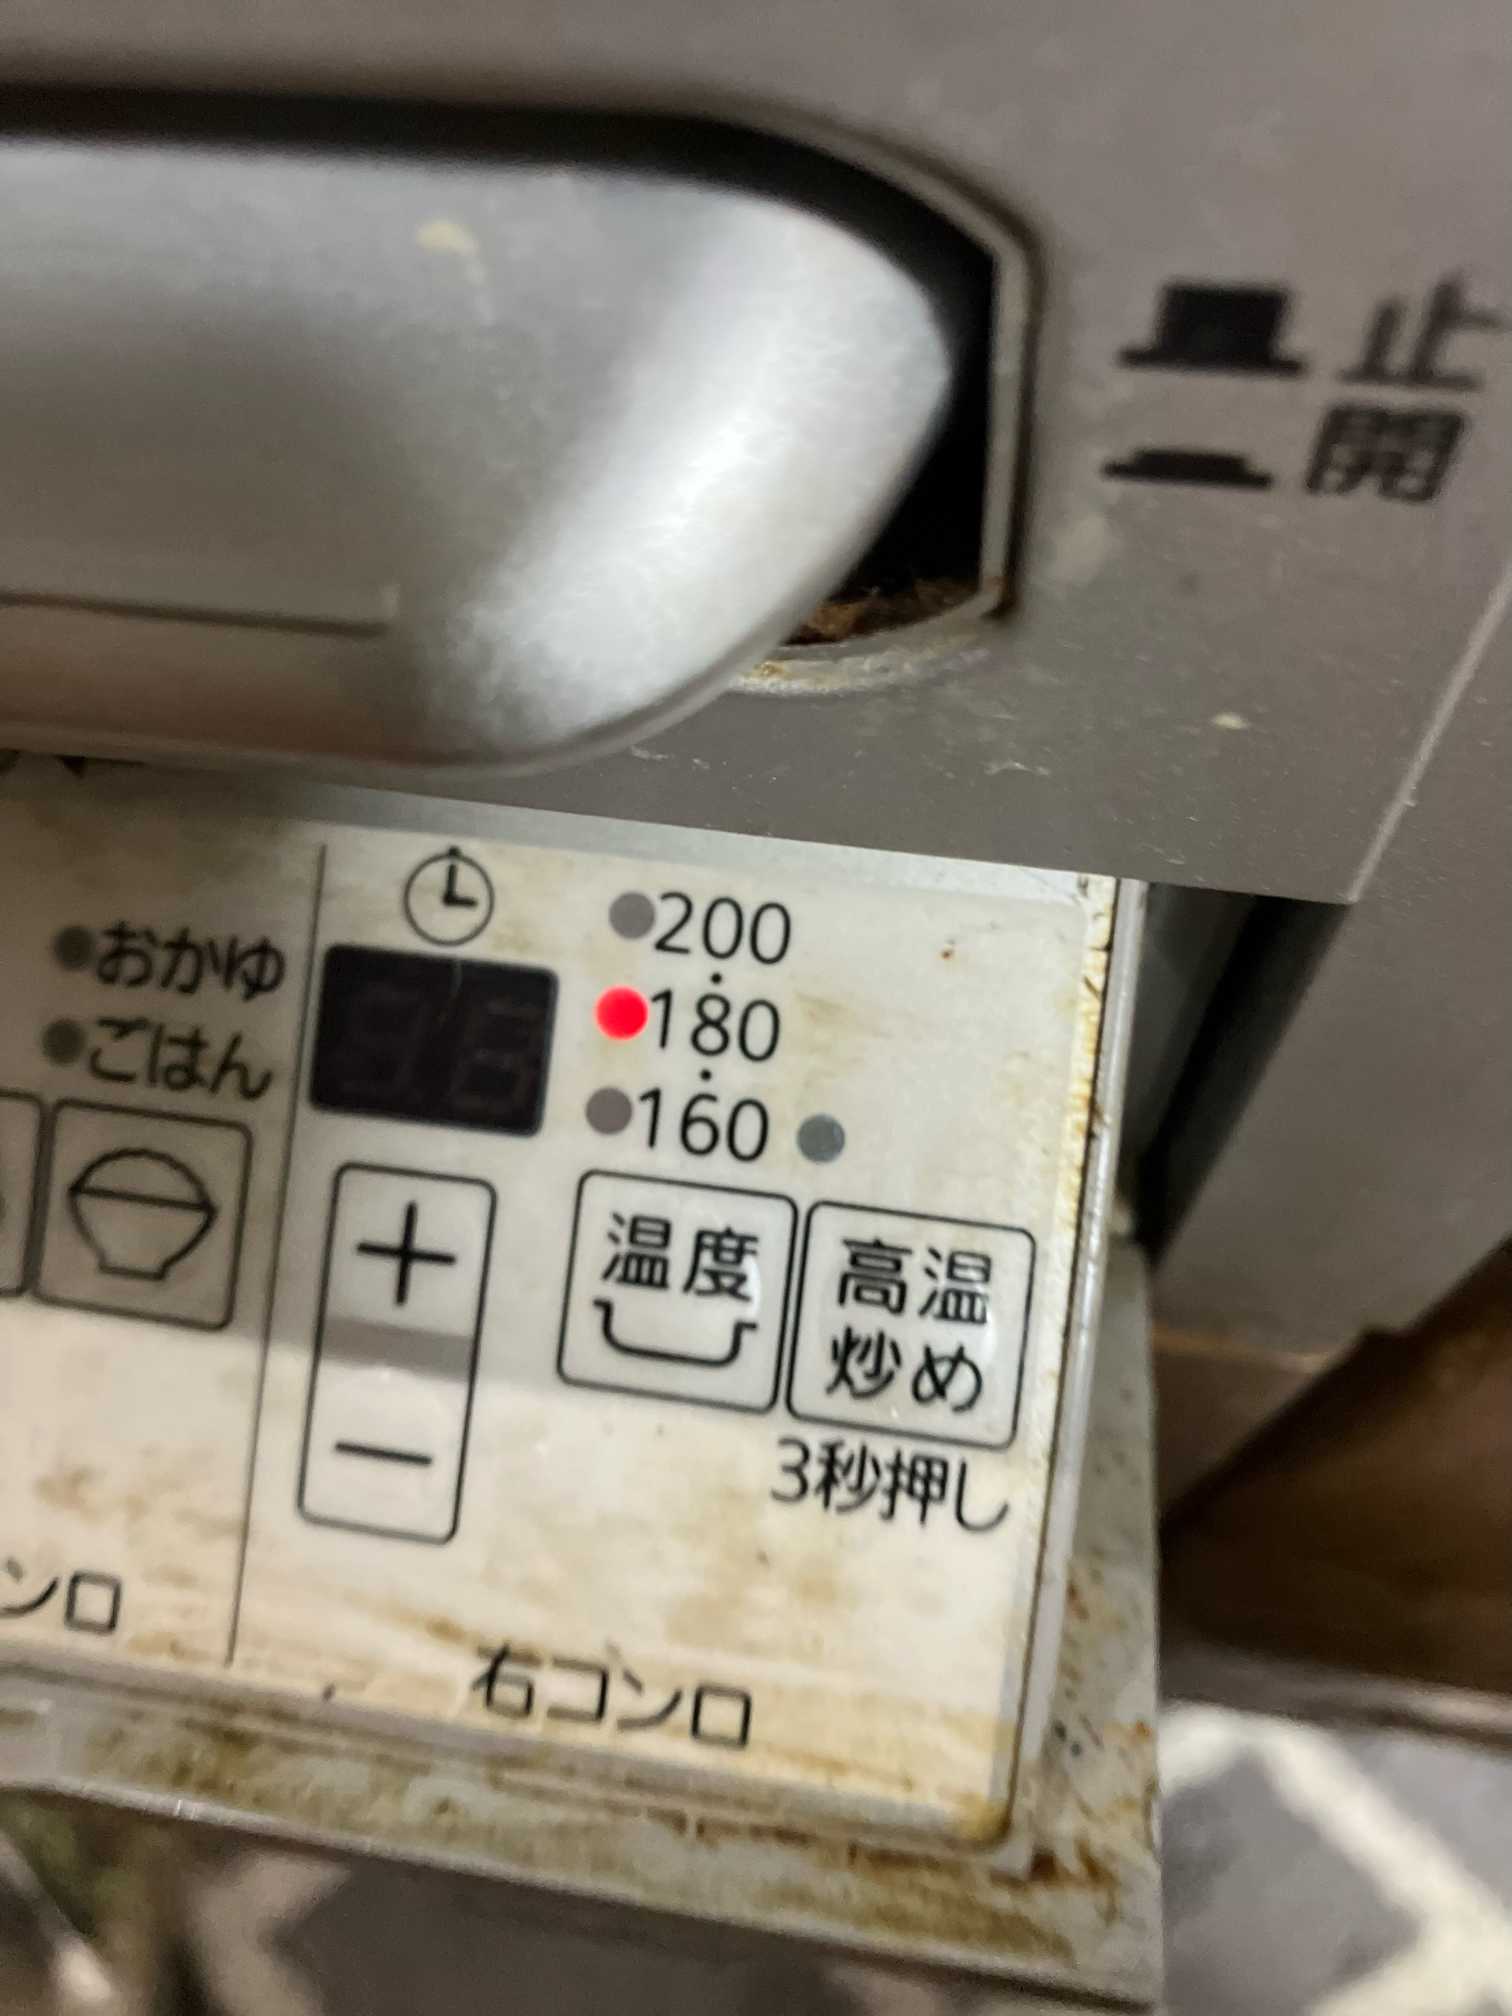 止
開
200
180
160
おかゆ
ごはん
+
−
温度
高温
炒め
3秒押し
ンロ
右コンロ